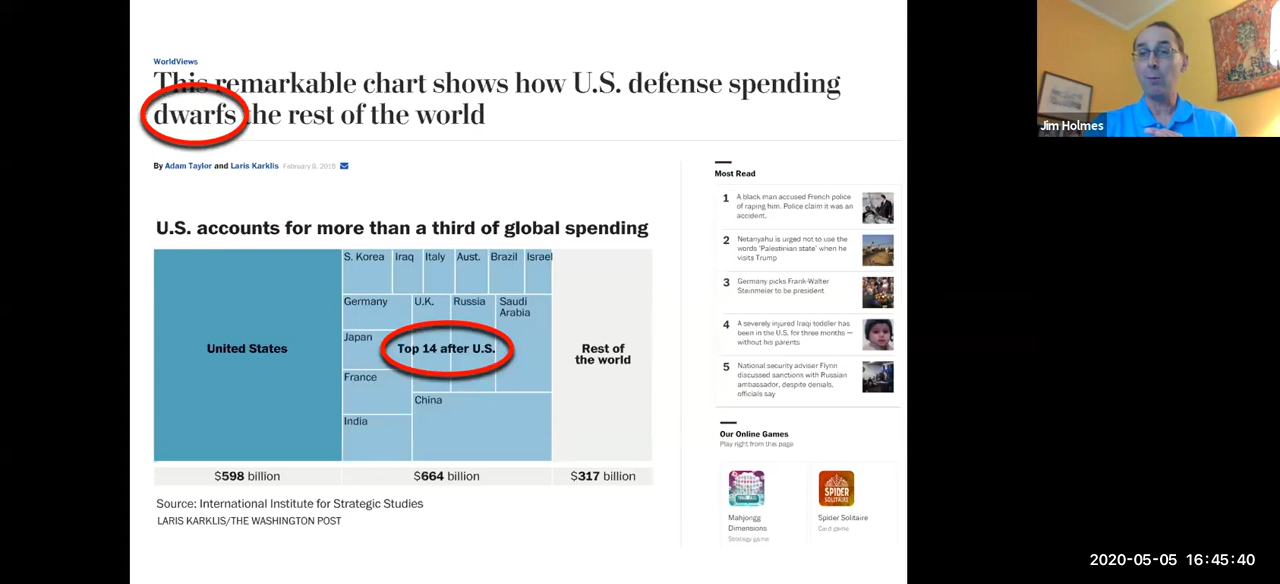 WorldViews
This remarkable chart shows how U.S. defense spending
dwarfs the rest of the world
By Adam Taylor and Laris Karklis February 9, 2016
U.S. accounts for more than a third of global spending
S. Korea Iraq Italy Aust. Brazil Israel
Germany U.K. Russia Saudi
Arabia
Japan
United States
Top 14 after U.S.
Rest of
the world
France
China
India
$598 billion $664 billion $317 billion
Source: International Institute for Strategic Studies
LARIS KARKLIS/THE WASHINGTON POST
Most Read
1 A black man accused French police
of raping him. Police claim it was an
accident.
2 Netanyahu is urged not to use the
words 'Palestinian state' when he
visits Trump
3 Germany picks Frank-Walter
Steinmeier to be president
4 A severely injured Iraqi toddler has
been in the U.S. for three months —
without his parents
5 National security adviser Flynn
discussed sanctions with Russian
ambassador, despite denials,
officials say
Our Online Games
Play right from this page
SPIDER
SOLITAIRE
Mahjongg
Dimensions
Strategy game
Spider Solitaire
Card game
Jim Holmes
2020-05-05 16:45:40